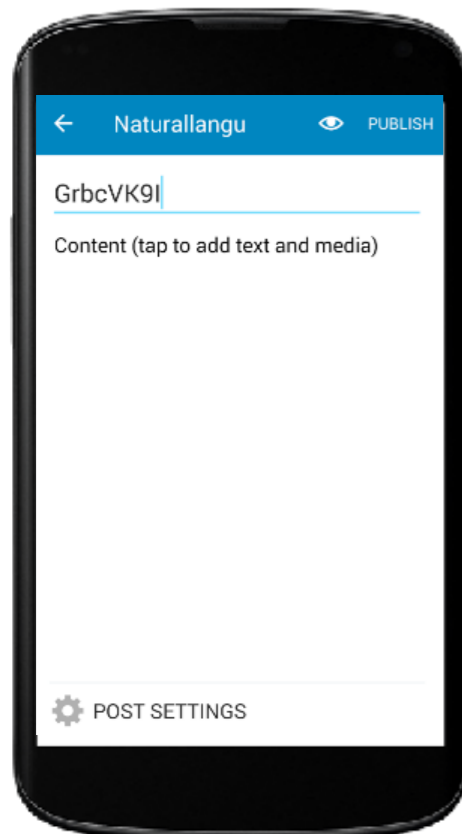 Naturallangu PUBLISH
GrbcVK9I
Content (tap to add text and media)
POST SETTINGS